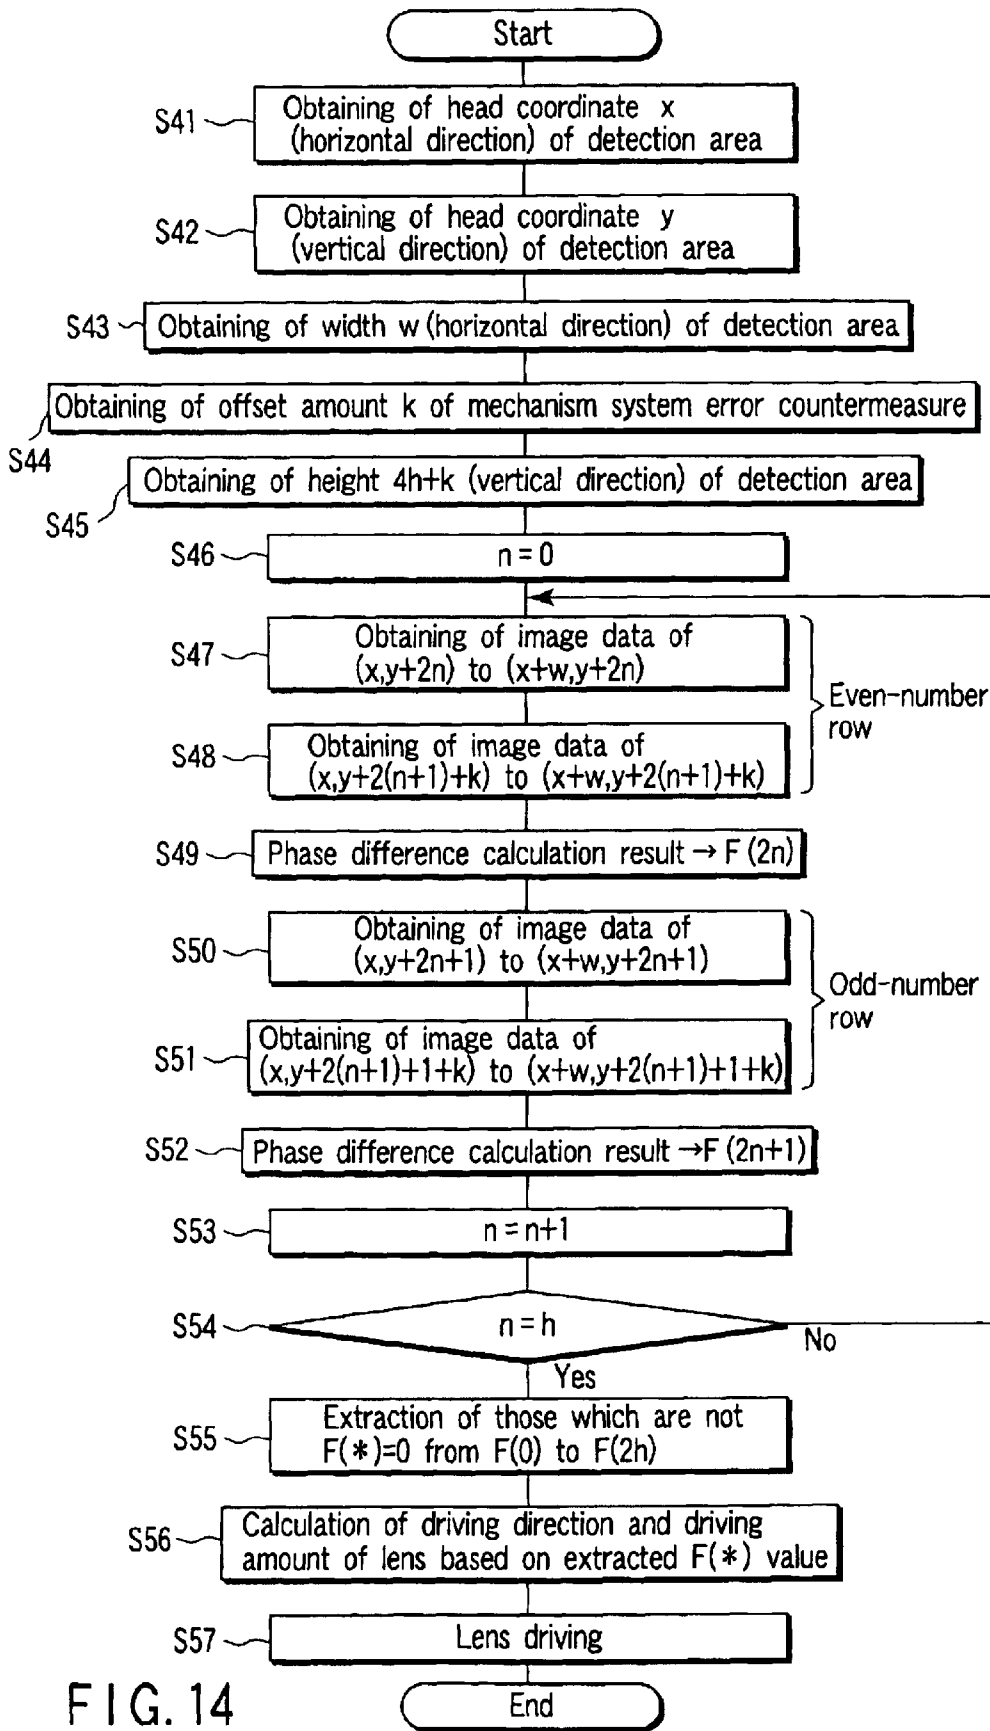 Start
S41
Obtaining of head coordinate x
(horizontal direction) of detection area
S42
Obtaining of head coordinate y
(vertical direction) of detection area
S43
Obtaining of width w (horizontal direction) of detection area
Obtaining of offset amount k of mechanism system error countermeasure
S44
Obtaining of height 4h+k (vertical direction) of detection area
S45
S46
n=0
S47
Obtaining of image data of
(x,y+2n) to (x+w,y+2n)
Even-number
row
S48
Obtaining of image data of
(x,y+2(n+1)+k) to (x+w,y+2(n+1)+k)
S49
Phase difference calculation result → F(2n)
S50
Obtaining of image data of
(x,y+2n+1) to (x+w,y+2n+1)
Odd-number
row
S51
Obtaining of image data of
(x,y+2(n+1)+1+k) to (x+w,y+2(n+1)+1+k)
S52
Phase difference calculation result →F(2n+1)
S53
n=n+1
S54
n=h
No
Yes
S55
Extraction of those which are not
F(*)=0 from F(0) to F(2h)
S56
Calculation of driving direction and driving
amount of lens based on extracted F(*) value
S57
Lens driving
End
FIG.14